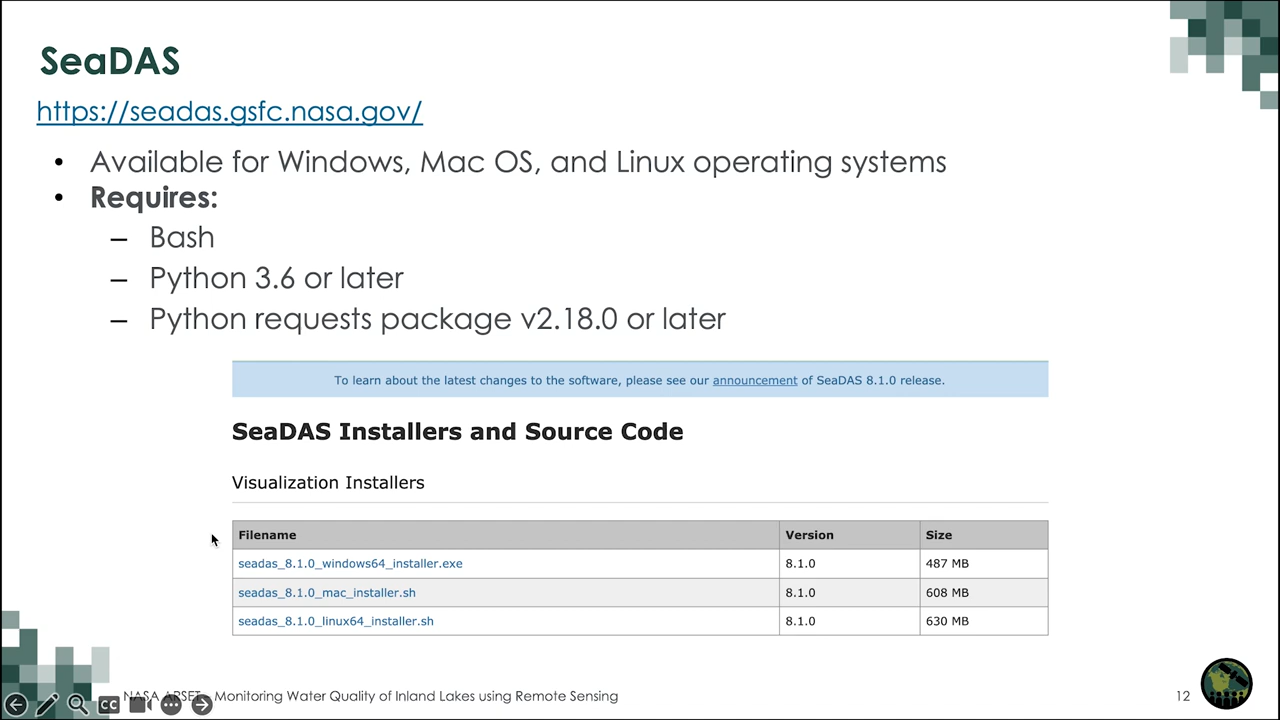 SeaDAS
https://seadas.gsfc.nasa.gov/
• Available for Windows, Mac OS, and Linux operating systems
• Requires:
– Bash
– Python 3.6 or later
– Python requests package v2.18.0 or later
To learn about the latest changes to the software, please see our announcement of SeaDAS 8.1.0 release.
SeaDAS Installers and Source Code
Visualization Installers
Filename Version Size
seadas_8.1.0_windows64_installer.exe 8.1.0 487 MB
seadas_8.1.0_mac_installer.sh 8.1.0 608 MB
seadas_8.1.0_linux64_installer.sh 8.1.0 630 MB
CC
NASA ARSET – Monitoring Water Quality of Inland Lakes using Remote Sensing 12